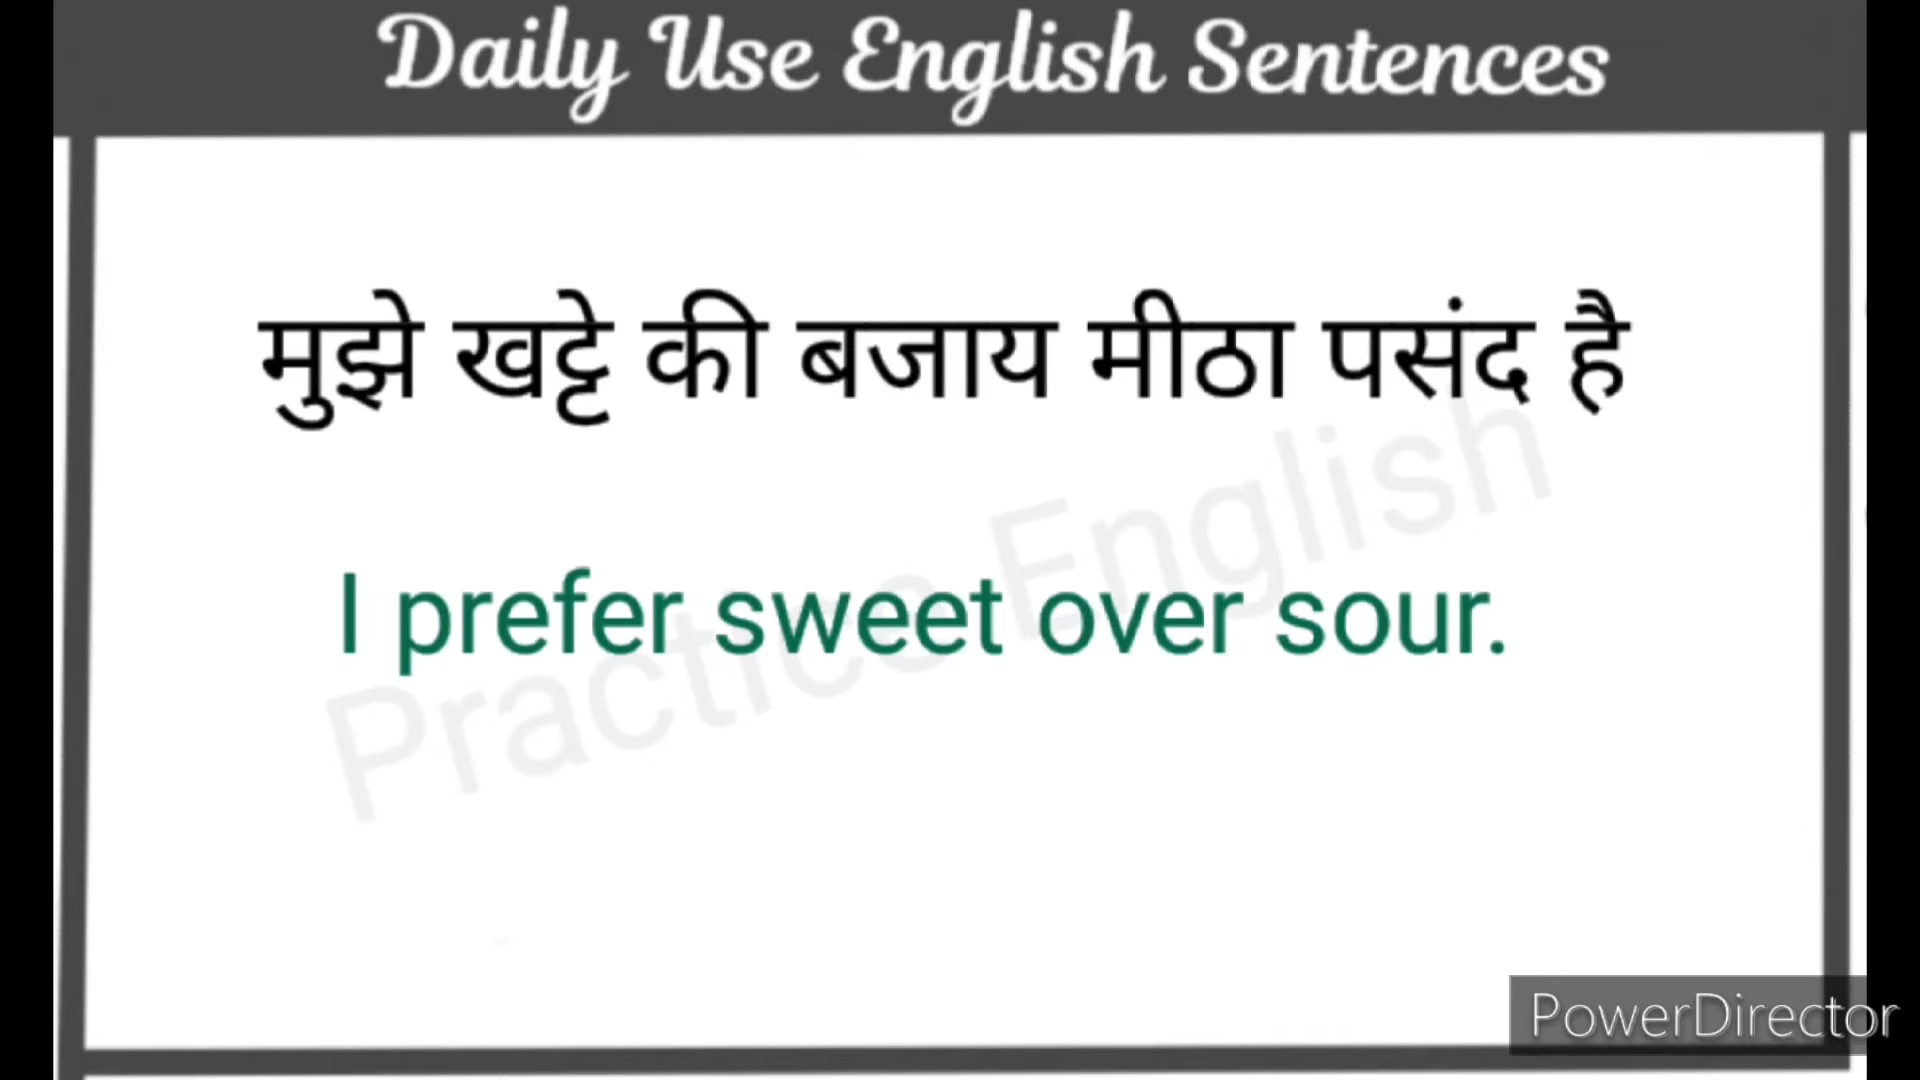 Daily Use English Sentences
मुझे खट्टे की बजाय मीठा पसंद है
I prefer sweet over sour.
Practice English
PowerDirector